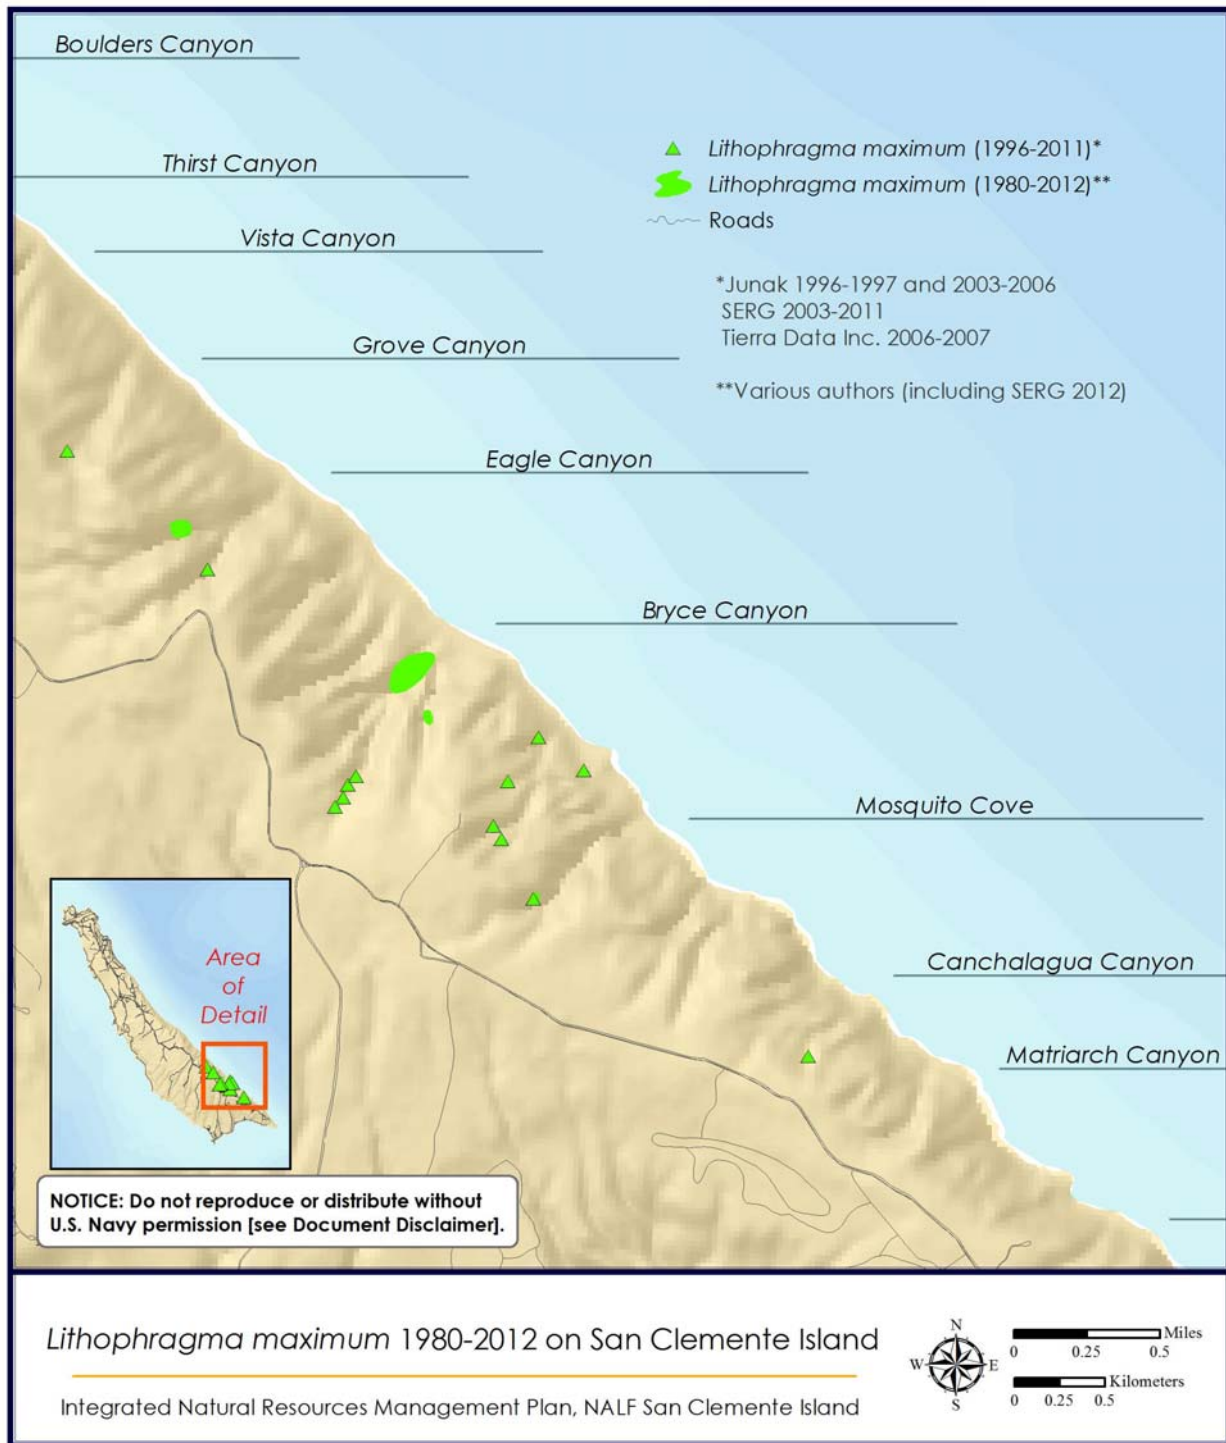 Boulders Canyon
Thirst Canyon
Vista Canyon
Grove Canyon
Eagle Canyon
Bryce Canyon
Mosquito Cove
Canchalagua Canyon
Matriarch Canyon
Lithophragma maximum (1996-2011)*
Lithophragma maximum (1980-2012)**
Roads
*Junak 1996-1997 and 2003-2006
SERG 2003-2011
Tierra Data Inc. 2006-2007
**Various authors (including SERG 2012)
Area
of
Detail
NOTICE: Do not reproduce or distribute without
U.S. Navy permission [see Document Disclaimer].
Lithophragma maximum 1980-2012 on San Clemente Island
Integrated Natural Resources Management Plan, NALF San Clemente Island
N
W E
S
Miles
0 0.25 0.5
Kilometers
0 0.25 0.5